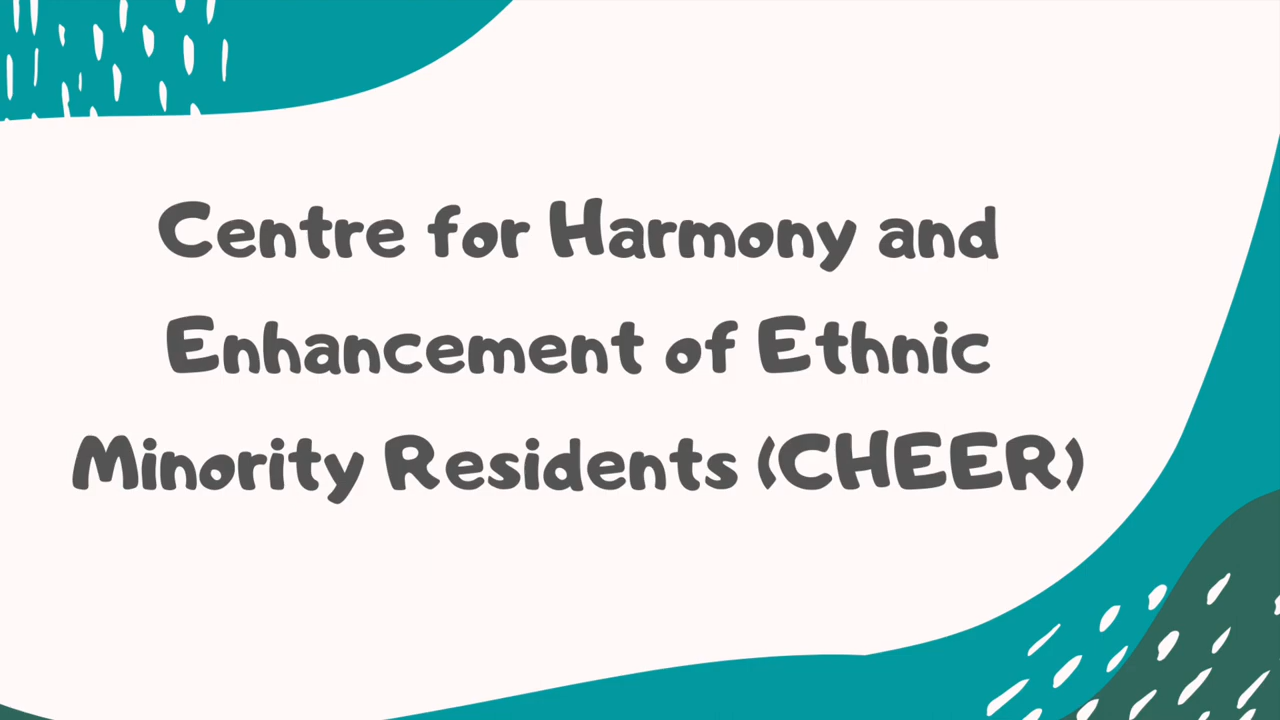 Centre for Harmony and
Enhancement of Ethnic
Minority Residents (CHEER)